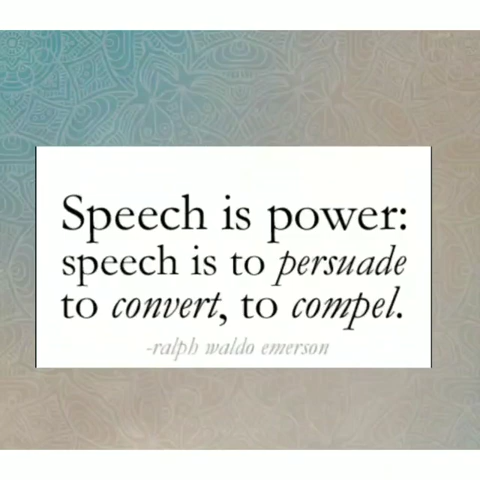 Speech is power:
speech is to persuade
to convert, to compel.
-ralph waldo emerson